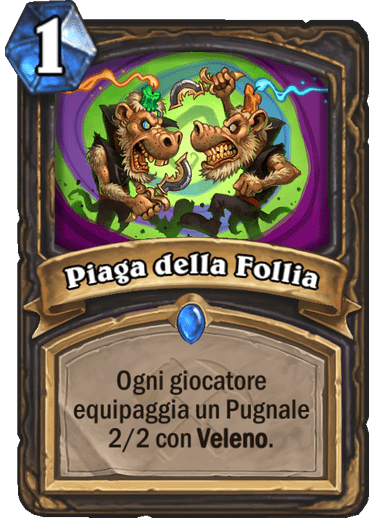 1
Piaga della Follia
Ogni giocatore
equipaggia un Pugnale
2/2 con Veleno.